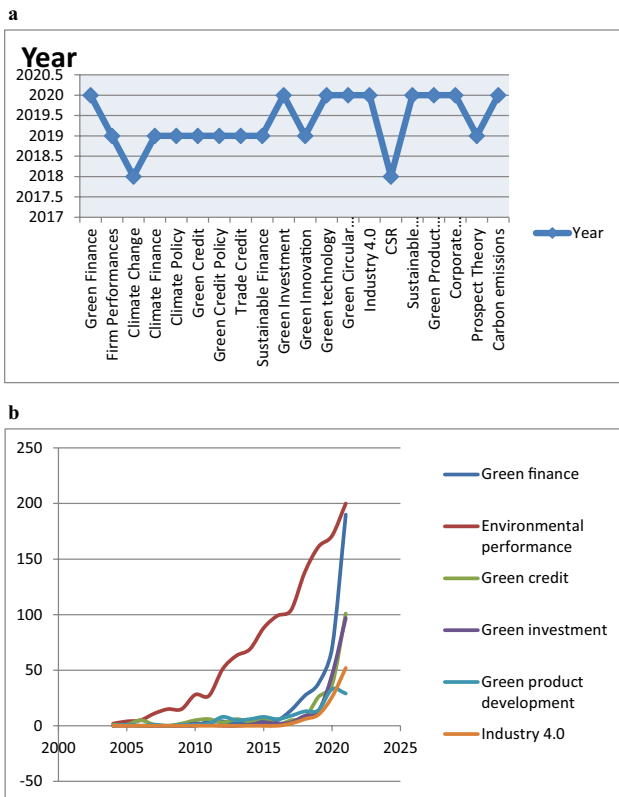 a
Year
2020.5
2020
2019.5
2019
2018.5
2018
2017.5
2017
Green Finance
Firm Performances
Climate Change
Climate Finance
Climate Policy
Green Credit
Green Credit Policy
Trade Credit
Sustainable Finance
Green Investment
Green Innovation
Green technology
Green Circular…
Industry 4.0
CSR
Sustainable…
Green Product…
Corporate…
Prospect Theory
Carbon emissions
Year
b
250
200
150
100
50
0
-50
2000
2005
2010
2015
2020
2025
Green finance
Environmental
performance
Green credit
Green investment
Green product
development
Industry 4.0